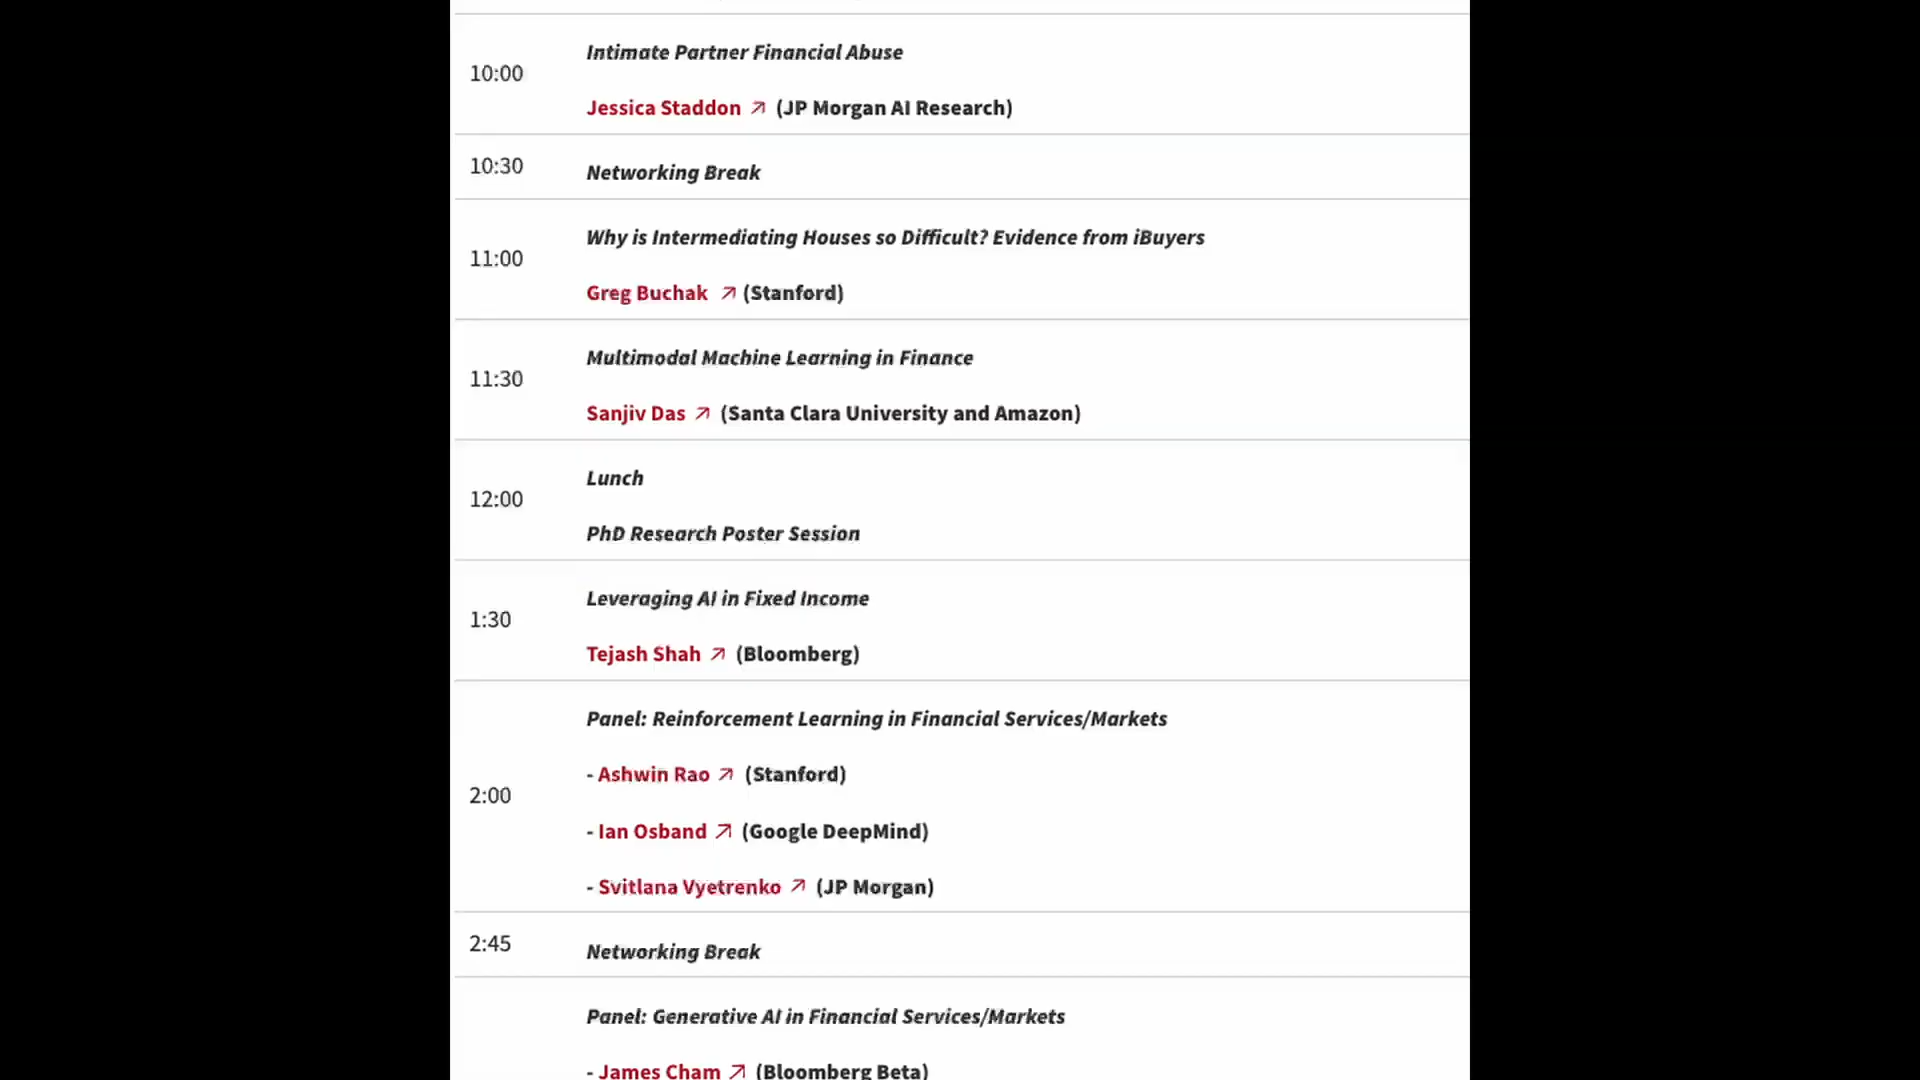 10:00
Intimate Partner Financial Abuse
Jessica Staddon ↗ (JP Morgan AI Research)
10:30
Networking Break
11:00
Why is Intermediating Houses so Difficult? Evidence from iBuyers
Greg Buchak ↗ (Stanford)
11:30
Multimodal Machine Learning in Finance
Sanjiv Das ↗ (Santa Clara University and Amazon)
12:00
Lunch
PhD Research Poster Session
1:30
Leveraging AI in Fixed Income
Tejash Shah ↗ (Bloomberg)
2:00
Panel: Reinforcement Learning in Financial Services/Markets
- Ashwin Rao ↗ (Stanford)
- Ian Osband ↗ (Google DeepMind)
- Svitlana Vyetrenko ↗ (JP Morgan)
2:45
Networking Break
Panel: Generative AI in Financial Services/Markets
- James Cham ↗ (Bloomberg Beta)